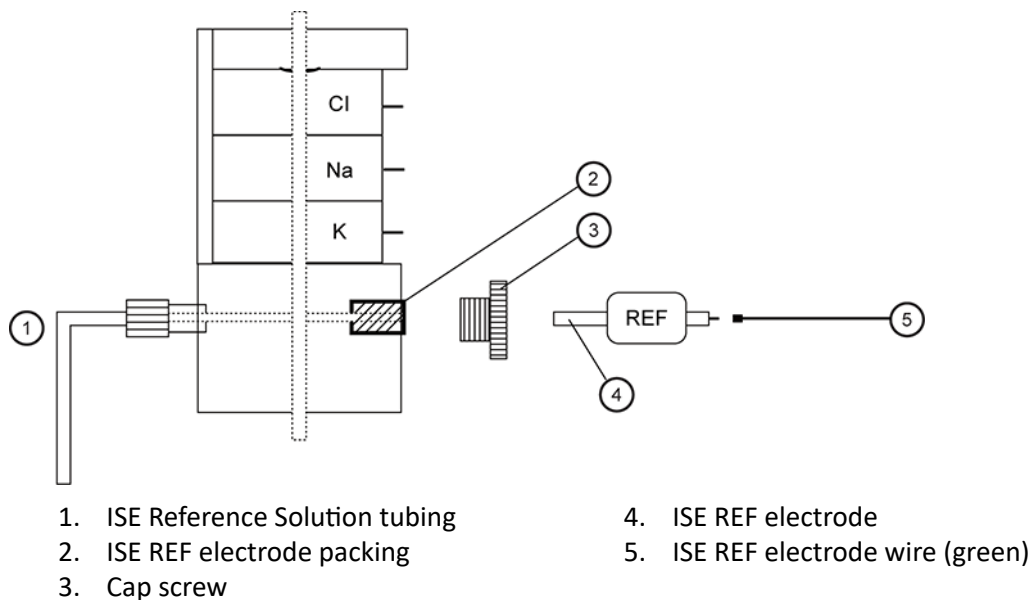 Cl
Na
K
2
3
1
REF
5
4
1. ISE Reference Solution tubing
2. ISE REF electrode packing
3. Cap screw
4. ISE REF electrode
5. ISE REF electrode wire (green)